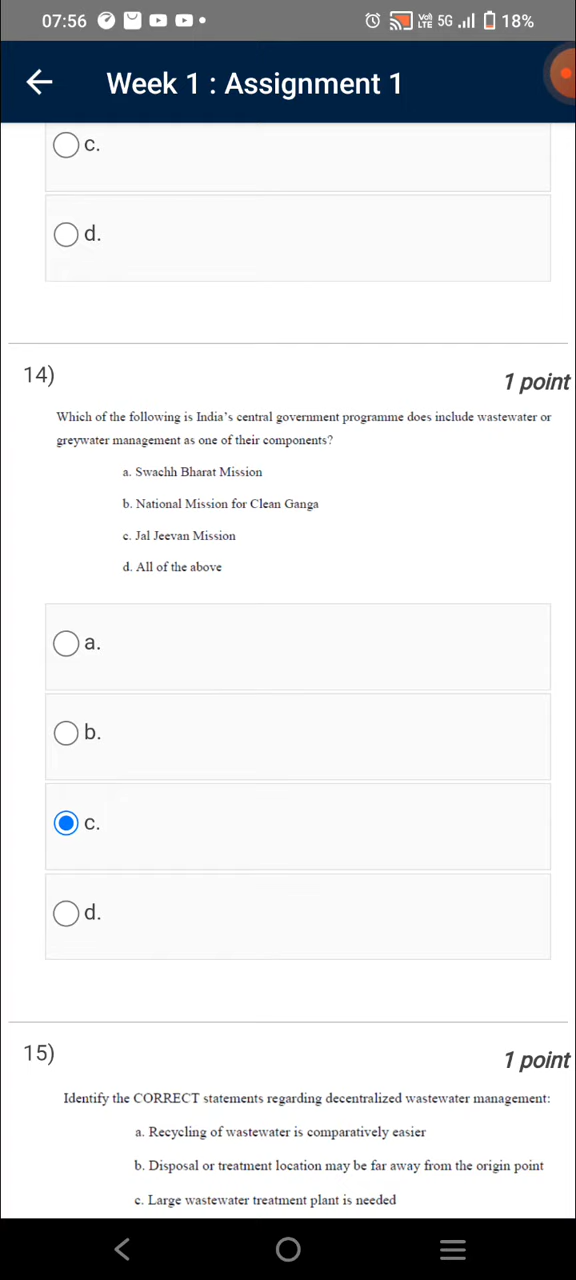 07:56 VoD LTE 5G 18%
Week 1 : Assignment 1
c.
d.
14)
1 point
Which of the following is India's central government programme does include wastewater or
greywater management as one of their components?
a. Swachh Bharat Mission
b. National Mission for Clean Ganga
c. Jal Jeevan Mission
d. All of the above
a.
b.
c.
d.
15)
1 point
Identify the CORRECT statements regarding decentralized wastewater management:
a. Recycling of wastewater is comparatively easier
b. Disposal or treatment location may be far away from the origin point
c. Large wastewater treatment plant is needed